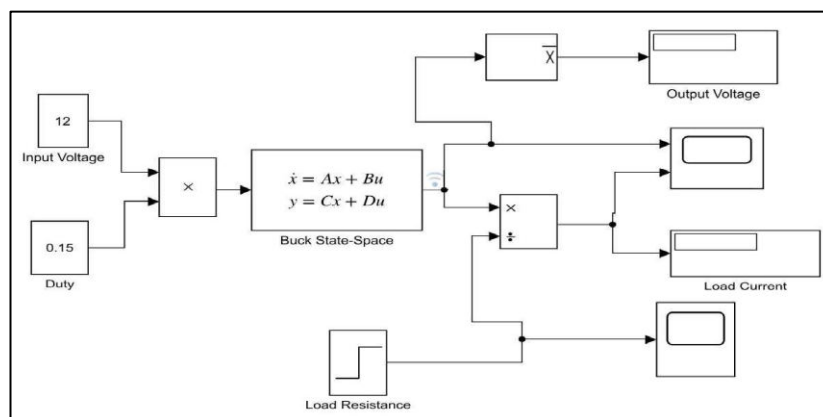 12
Input Voltage
×
0.15
Duty
ẋ = Ax + Bu
y = Cx + Du
Buck State-Space
x̅
Output Voltage
×
÷
Load Current
Load Resistance